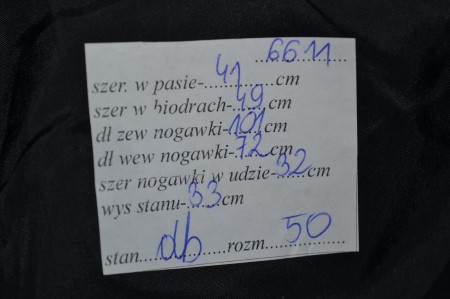 6611
szer. w pasie-41cm
szer w biodrach-49cm
dl zew nogawki-101cm
dl wew nogawki-72cm
szer nogawki w udzie-32cm
wys stanu-33cm
stan db rozm. 50